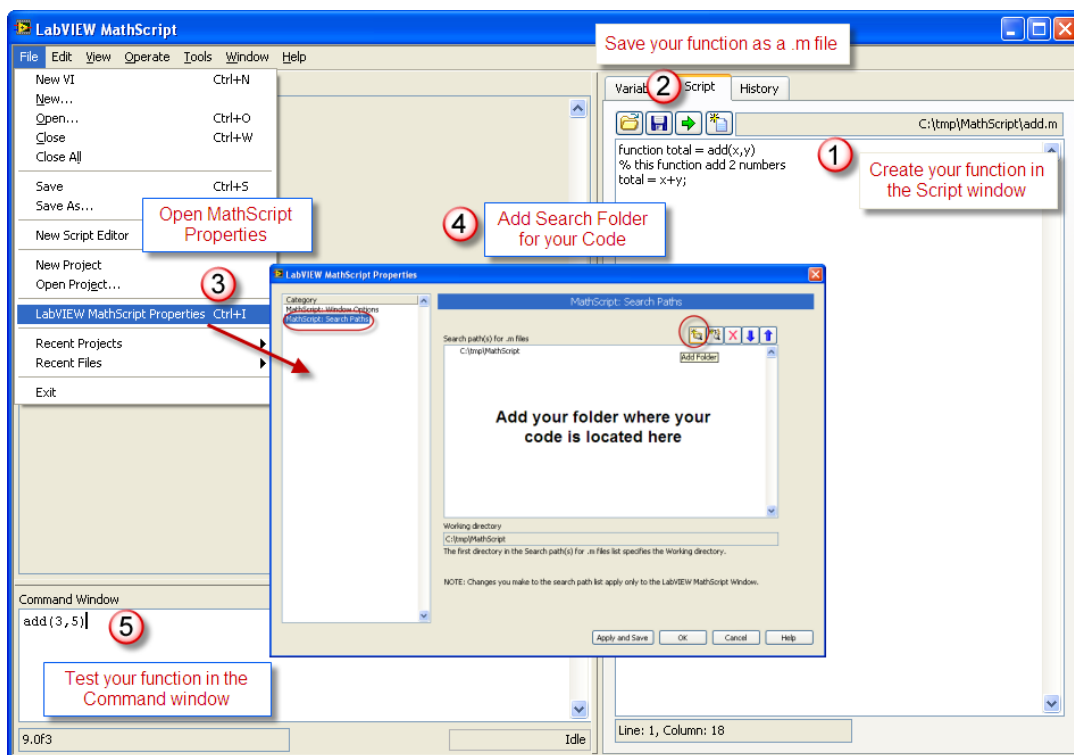 LabVIEW MathScript
File Edit View Operate Tools Window Help
New VI Ctrl+N
New...
Open... Ctrl+O
Close Ctrl+W
Close All
Save Ctrl+S
Save As...
New Script Editor
New Project
Open Project...
LabVIEW MathScript Properties Ctrl+I
Recent Projects
Recent Files
Exit
Open MathScript
Properties
3
Save your function as a .m file
2
Script History
C:\tmp\MathScript\add.m
function total = add(x,y)
% this function add 2 numbers
total = x+y;
1
Create your function in
the Script window
4
Add Search Folder
for your Code
LabVIEW MathScript Properties
Category
MathScript: Window Options
MathScript: Search Paths
MathScript: Search Paths
Search path(s) for .m files
C:\tmp\MathScript
Add Folder
Add your folder where your
code is located here
Working directory
C:\tmp\MathScript
The first directory in the Search path(s) for .m files list specifies the Working directory.
NOTE: Changes you make to the search path list apply only to the LabVIEW MathScript Window.
Apply and Save OK Cancel Help
Command Window
add(3,5)
5
Test your function in the
Command window
9.0f3
Idle
Line: 1, Column: 18